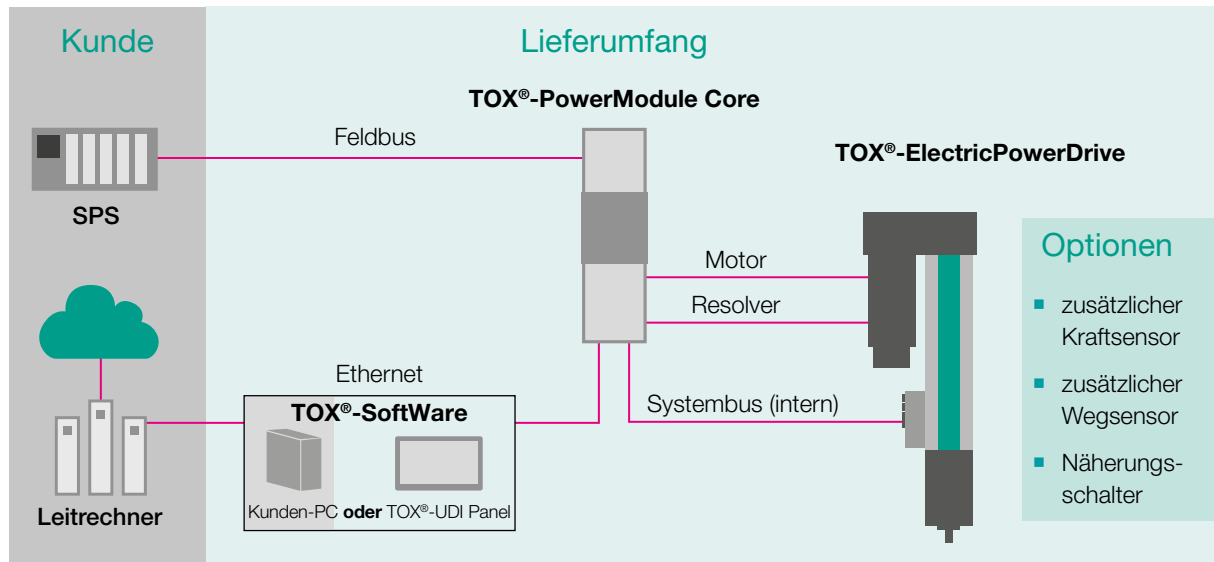 Kunde
Lieferumfang
TOX®-PowerModule Core
Feldbus
TOX®-ElectricPowerDrive
SPS
Motor
Resolver
Optionen
zusätzlicher
Kraftsensor
zusätzlicher
Wegsensor
Näherungs-
schalter
Ethernet
TOX®-SoftWare
Systembus (intern)
Kunden-PC oder TOX®-UDI Panel
Leitrechner